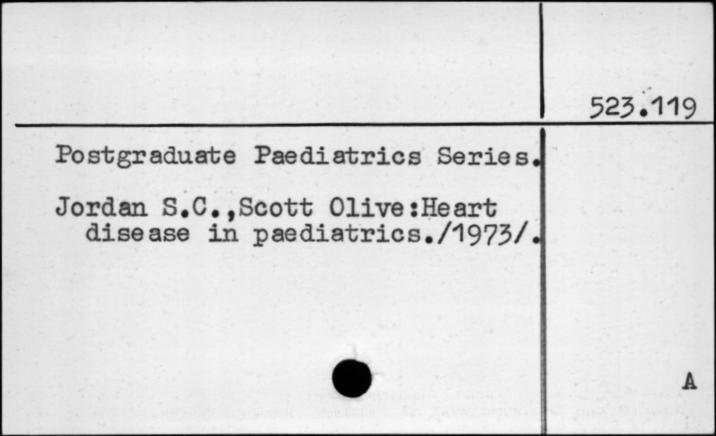 523.119
Postgraduate Paediatrics Series.
Jordan S.C.,Scott Olive:Heart
disease in paediatrics./1973/.
A